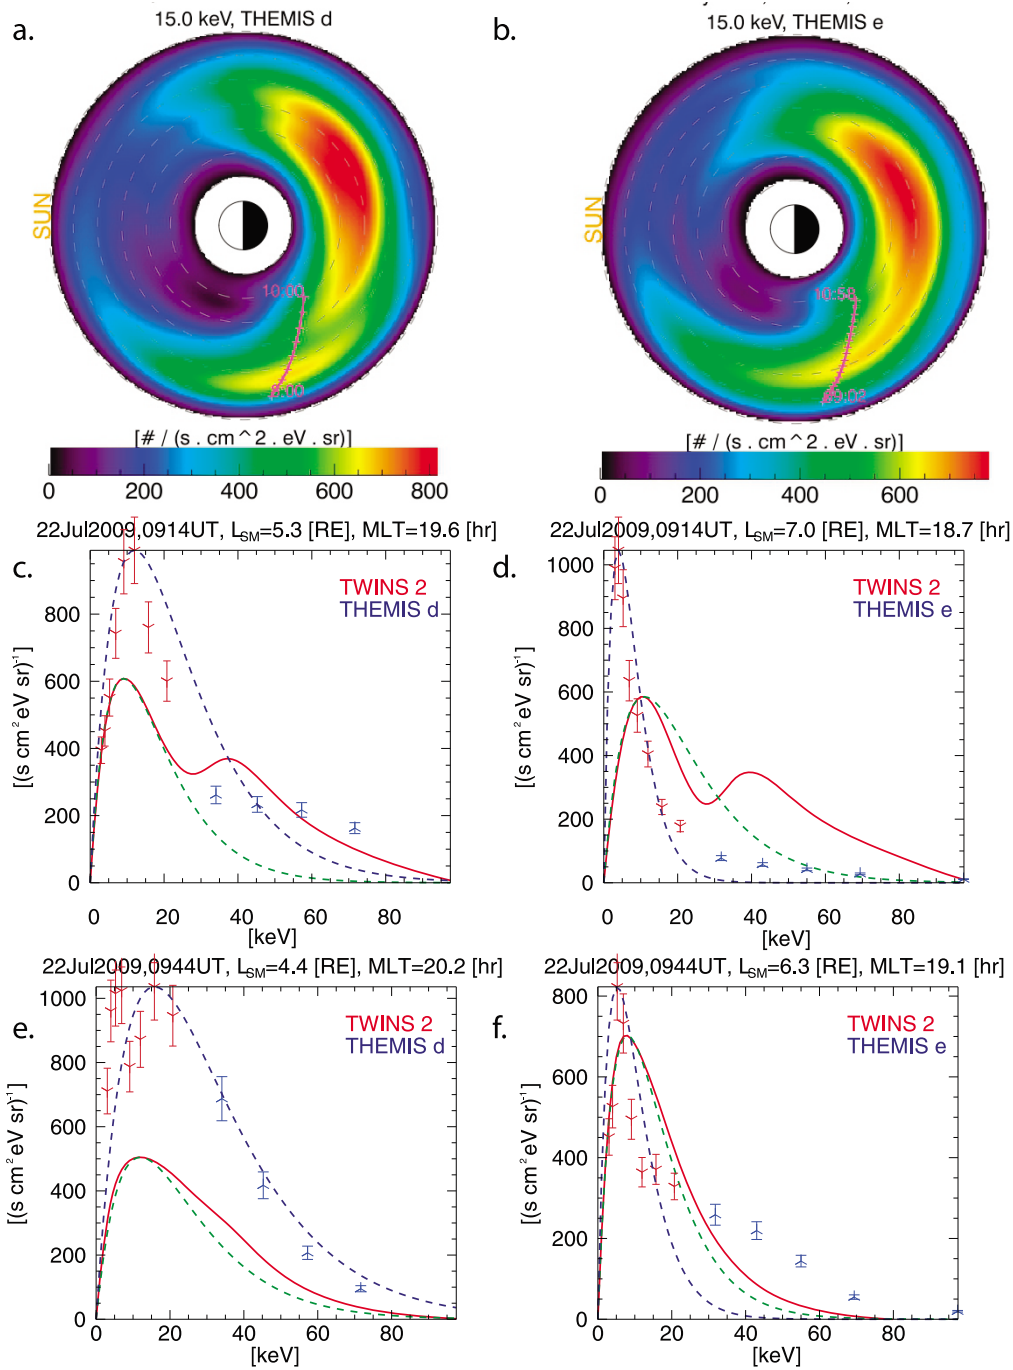 a.
15.0 keV, THEMIS d
b.
15.0 keV, THEMIS e
SUN
10:00
8:00
SUN
10:58
09:02
[# / (s . cm ^ 2 . eV . sr)]
0 200 400 600 800
[# / (s . cm ^ 2 . eV . sr)]
0 200 400 600
c.
22Jul2009,0914UT, LSM=5.3 [RE], MLT=19.6 [hr]
TWINS 2
THEMIS d
[(s cm² eV sr)⁻¹]
800
600
400
200
0
0 20 40 60 80
[keV]
d.
22Jul2009,0914UT, LSM=7.0 [RE], MLT=18.7 [hr]
TWINS 2
THEMIS e
[(s cm² eV sr)⁻¹]
1000
800
600
400
200
0
0 20 40 60 80
[keV]
e.
22Jul2009,0944UT, LSM=4.4 [RE], MLT=20.2 [hr]
TWINS 2
THEMIS d
[(s cm² eV sr)⁻¹]
1000
800
600
400
200
0
0 20 40 60 80
[keV]
f.
22Jul2009,0944UT, LSM=6.3 [RE], MLT=19.1 [hr]
TWINS 2
THEMIS e
[(s cm² eV sr)⁻¹]
800
600
400
200
0
0 20 40 60 80
[keV]